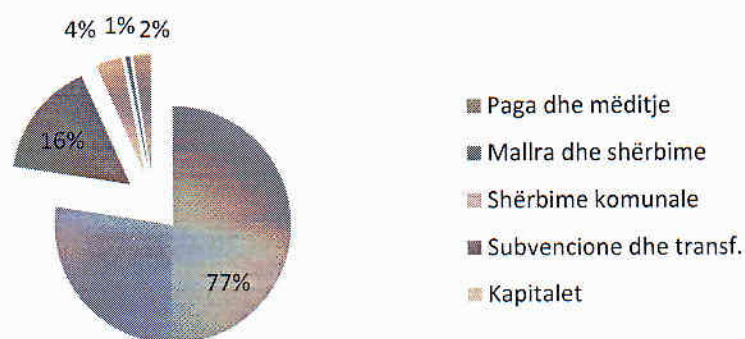 4% 1% 2%
16%
77%
Paga dhe mëditje
Mallra dhe shërbime
Shërbime komunale
Subvencione dhe transf.
Kapitalet